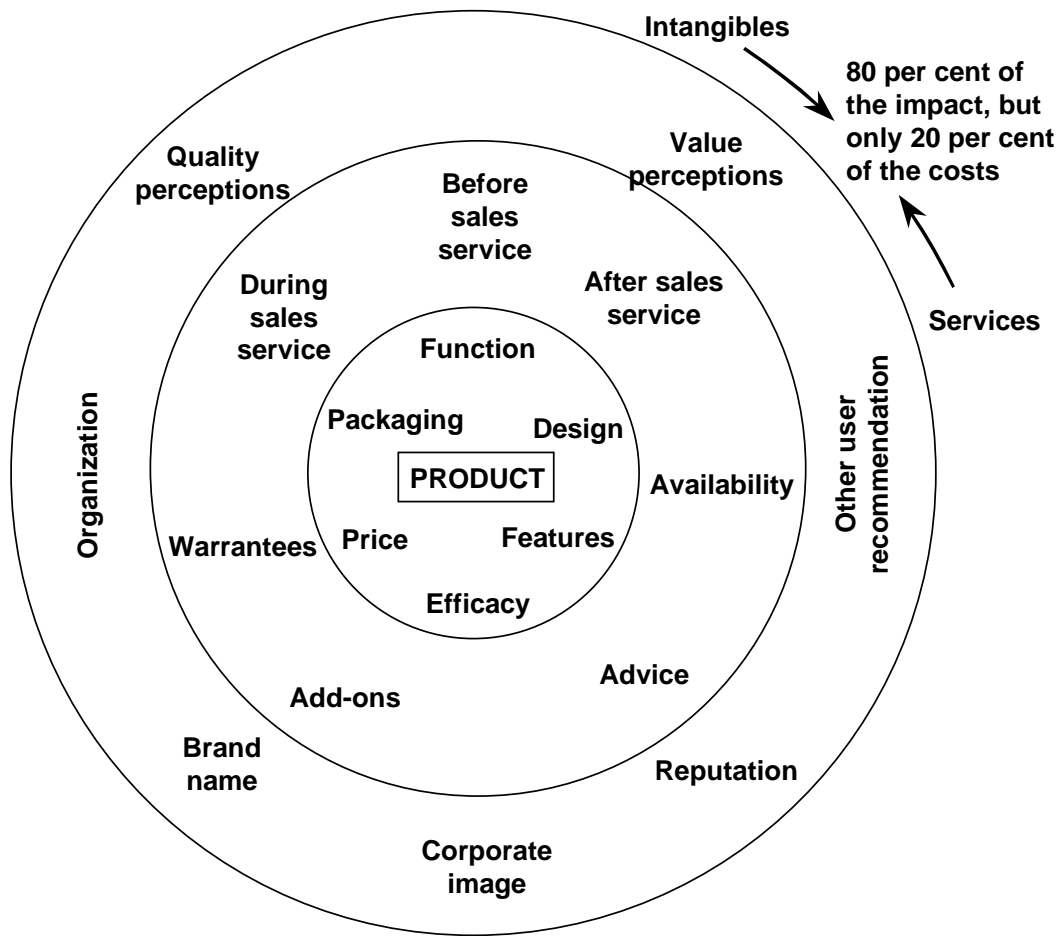 Intangibles
80 per cent of
the impact, but
only 20 per cent
of the costs
Quality
perceptions
Value
perceptions
Before
sales
service
During
sales
service
After sales
service
Services
Function
Packaging
Design
PRODUCT
Organization
Availability
Other user
recommendation
Warrantees
Price
Features
Efficacy
Add-ons
Advice
Brand
name
Reputation
Corporate
image